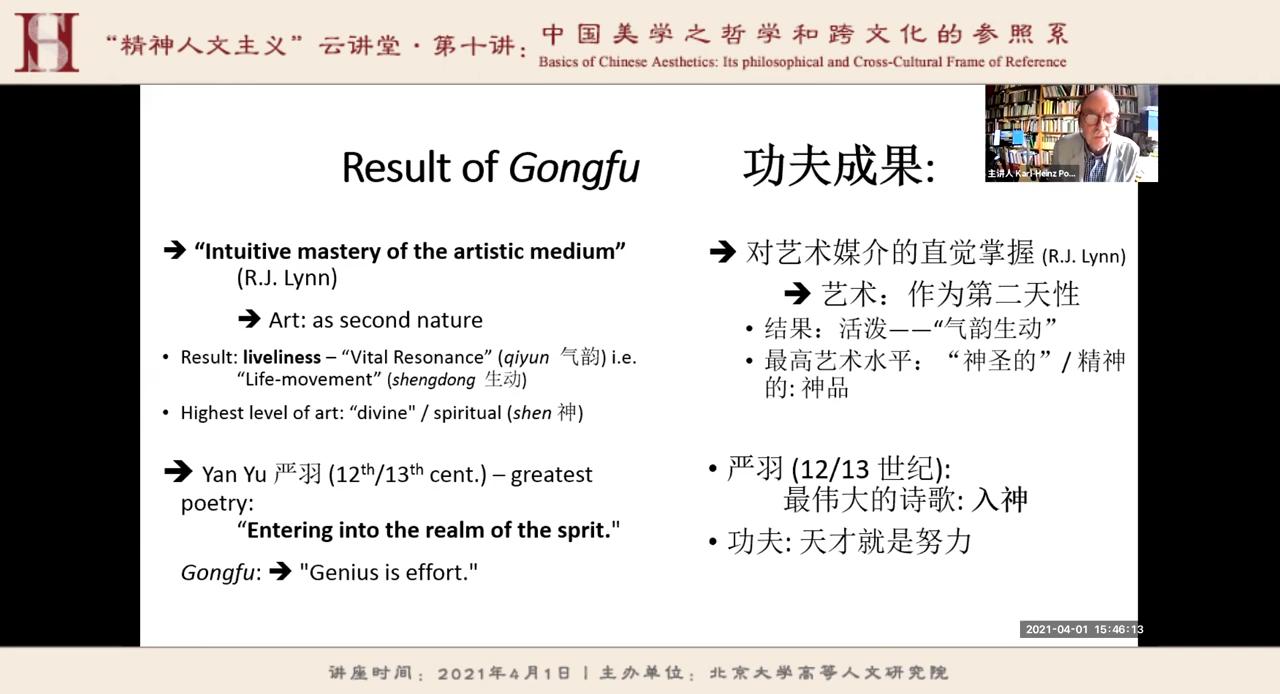 “精神人文主义”云讲堂·第十讲：
中国美学之哲学和跨文化的参照系
Basics of Chinese Aesthetics: Its philosophical and Cross-Cultural Frame of Reference
主讲人 Karl-Heinz Po...
Result of Gongfu 功夫成果:
➔ “Intuitive mastery of the artistic medium”
(R.J. Lynn)
➔ Art: as second nature
• Result: liveliness – “Vital Resonance” (qiyun 气韵) i.e.
“Life-movement” (shengdong 生动)
• Highest level of art: “divine" / spiritual (shen 神)
➔ Yan Yu 严羽 (12th/13th cent.) – greatest
poetry:
“Entering into the realm of the sprit."
Gongfu: ➔ "Genius is effort."
➔ 对艺术媒介的直觉掌握 (R.J. Lynn)
➔ 艺术：作为第二天性
• 结果：活泼——“气韵生动”
• 最高艺术水平：“神圣的”/ 精神
的: 神品
• 严羽 (12/13 世纪):
最伟大的诗歌: 入神
• 功夫: 天才就是努力
2021-04-01 15:46:13
讲座时间：2021年4月1日 | 主办单位：北京大学高等人文研究院